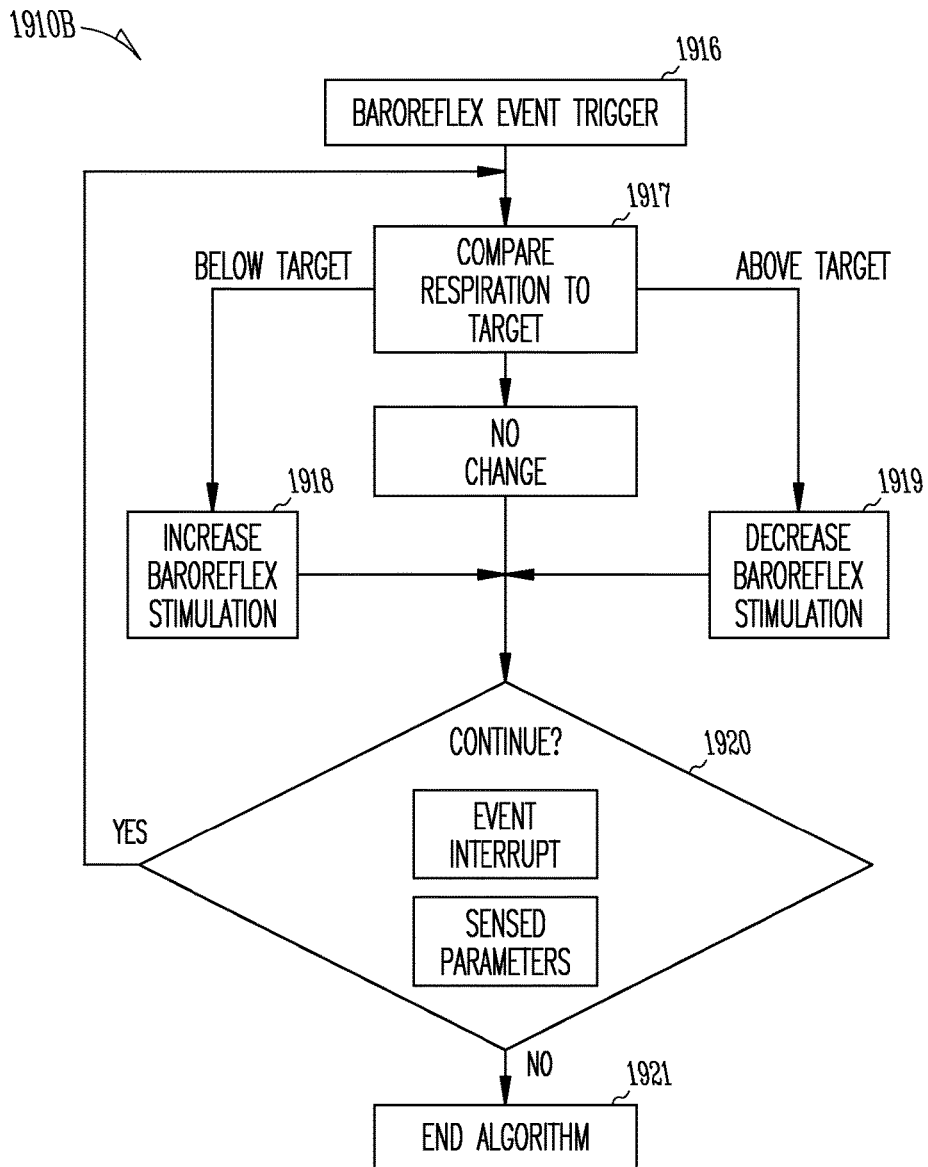 1910B
1916
BAROREFLEX EVENT TRIGGER
1917
COMPARE
RESPIRATION TO
TARGET
BELOW TARGET
ABOVE TARGET
NO
CHANGE
1918
INCREASE
BAROREFLEX
STIMULATION
1919
DECREASE
BAROREFLEX
STIMULATION
CONTINUE?
1920
EVENT
INTERRUPT
YES
SENSED
PARAMETERS
NO
1921
END ALGORITHM